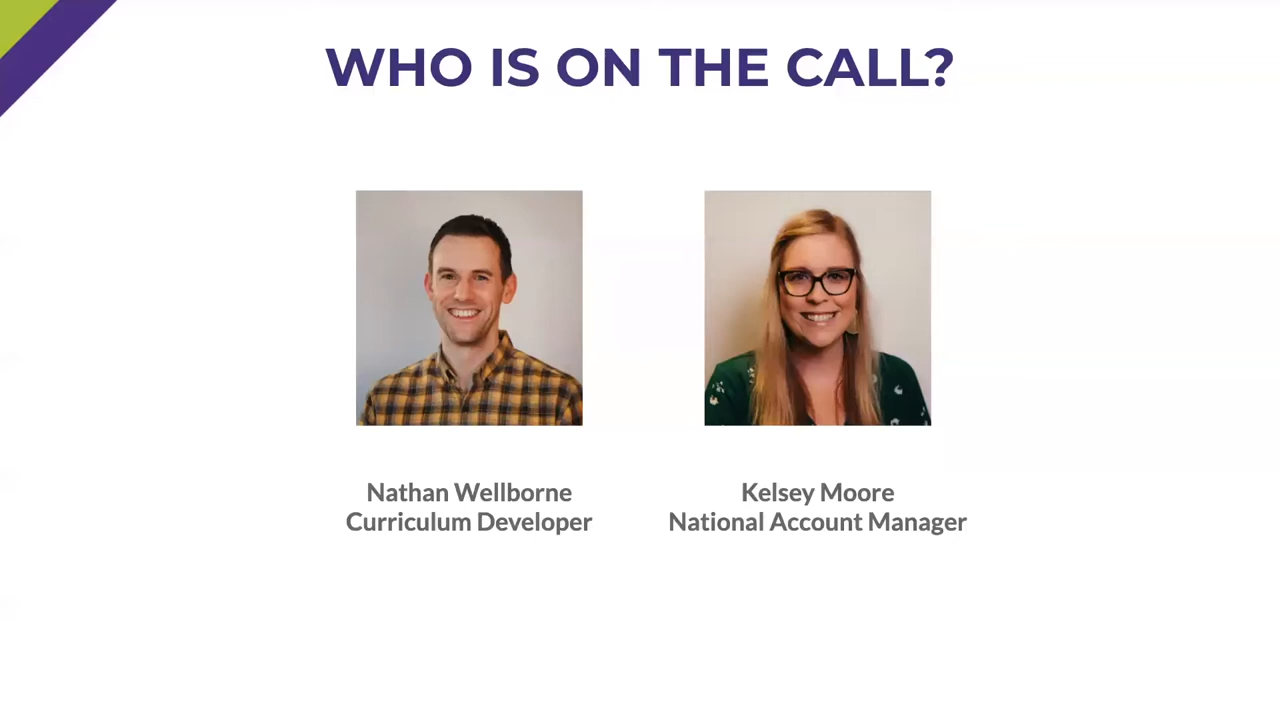 WHO IS ON THE CALL?
Nathan Wellborne
Curriculum Developer
Kelsey Moore
National Account Manager